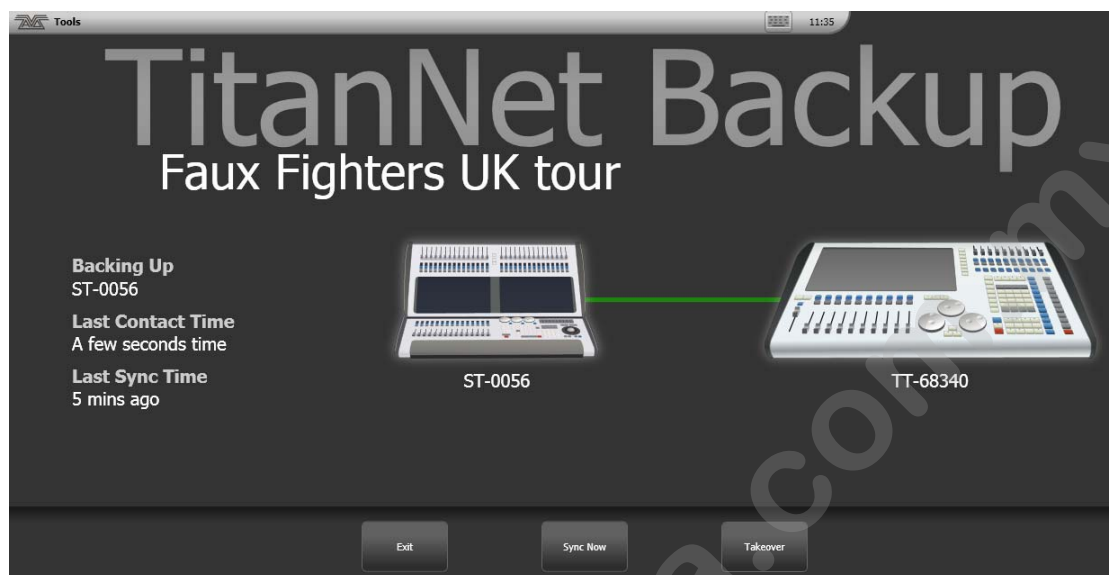 Tools
11:35
TitanNet Backup
Faux Fighters UK tour
Backing Up
ST-0056
Last Contact Time
A few seconds time
Last Sync Time
5 mins ago
ST-0056
TT-68340
Exit
Sync Now
Takeover